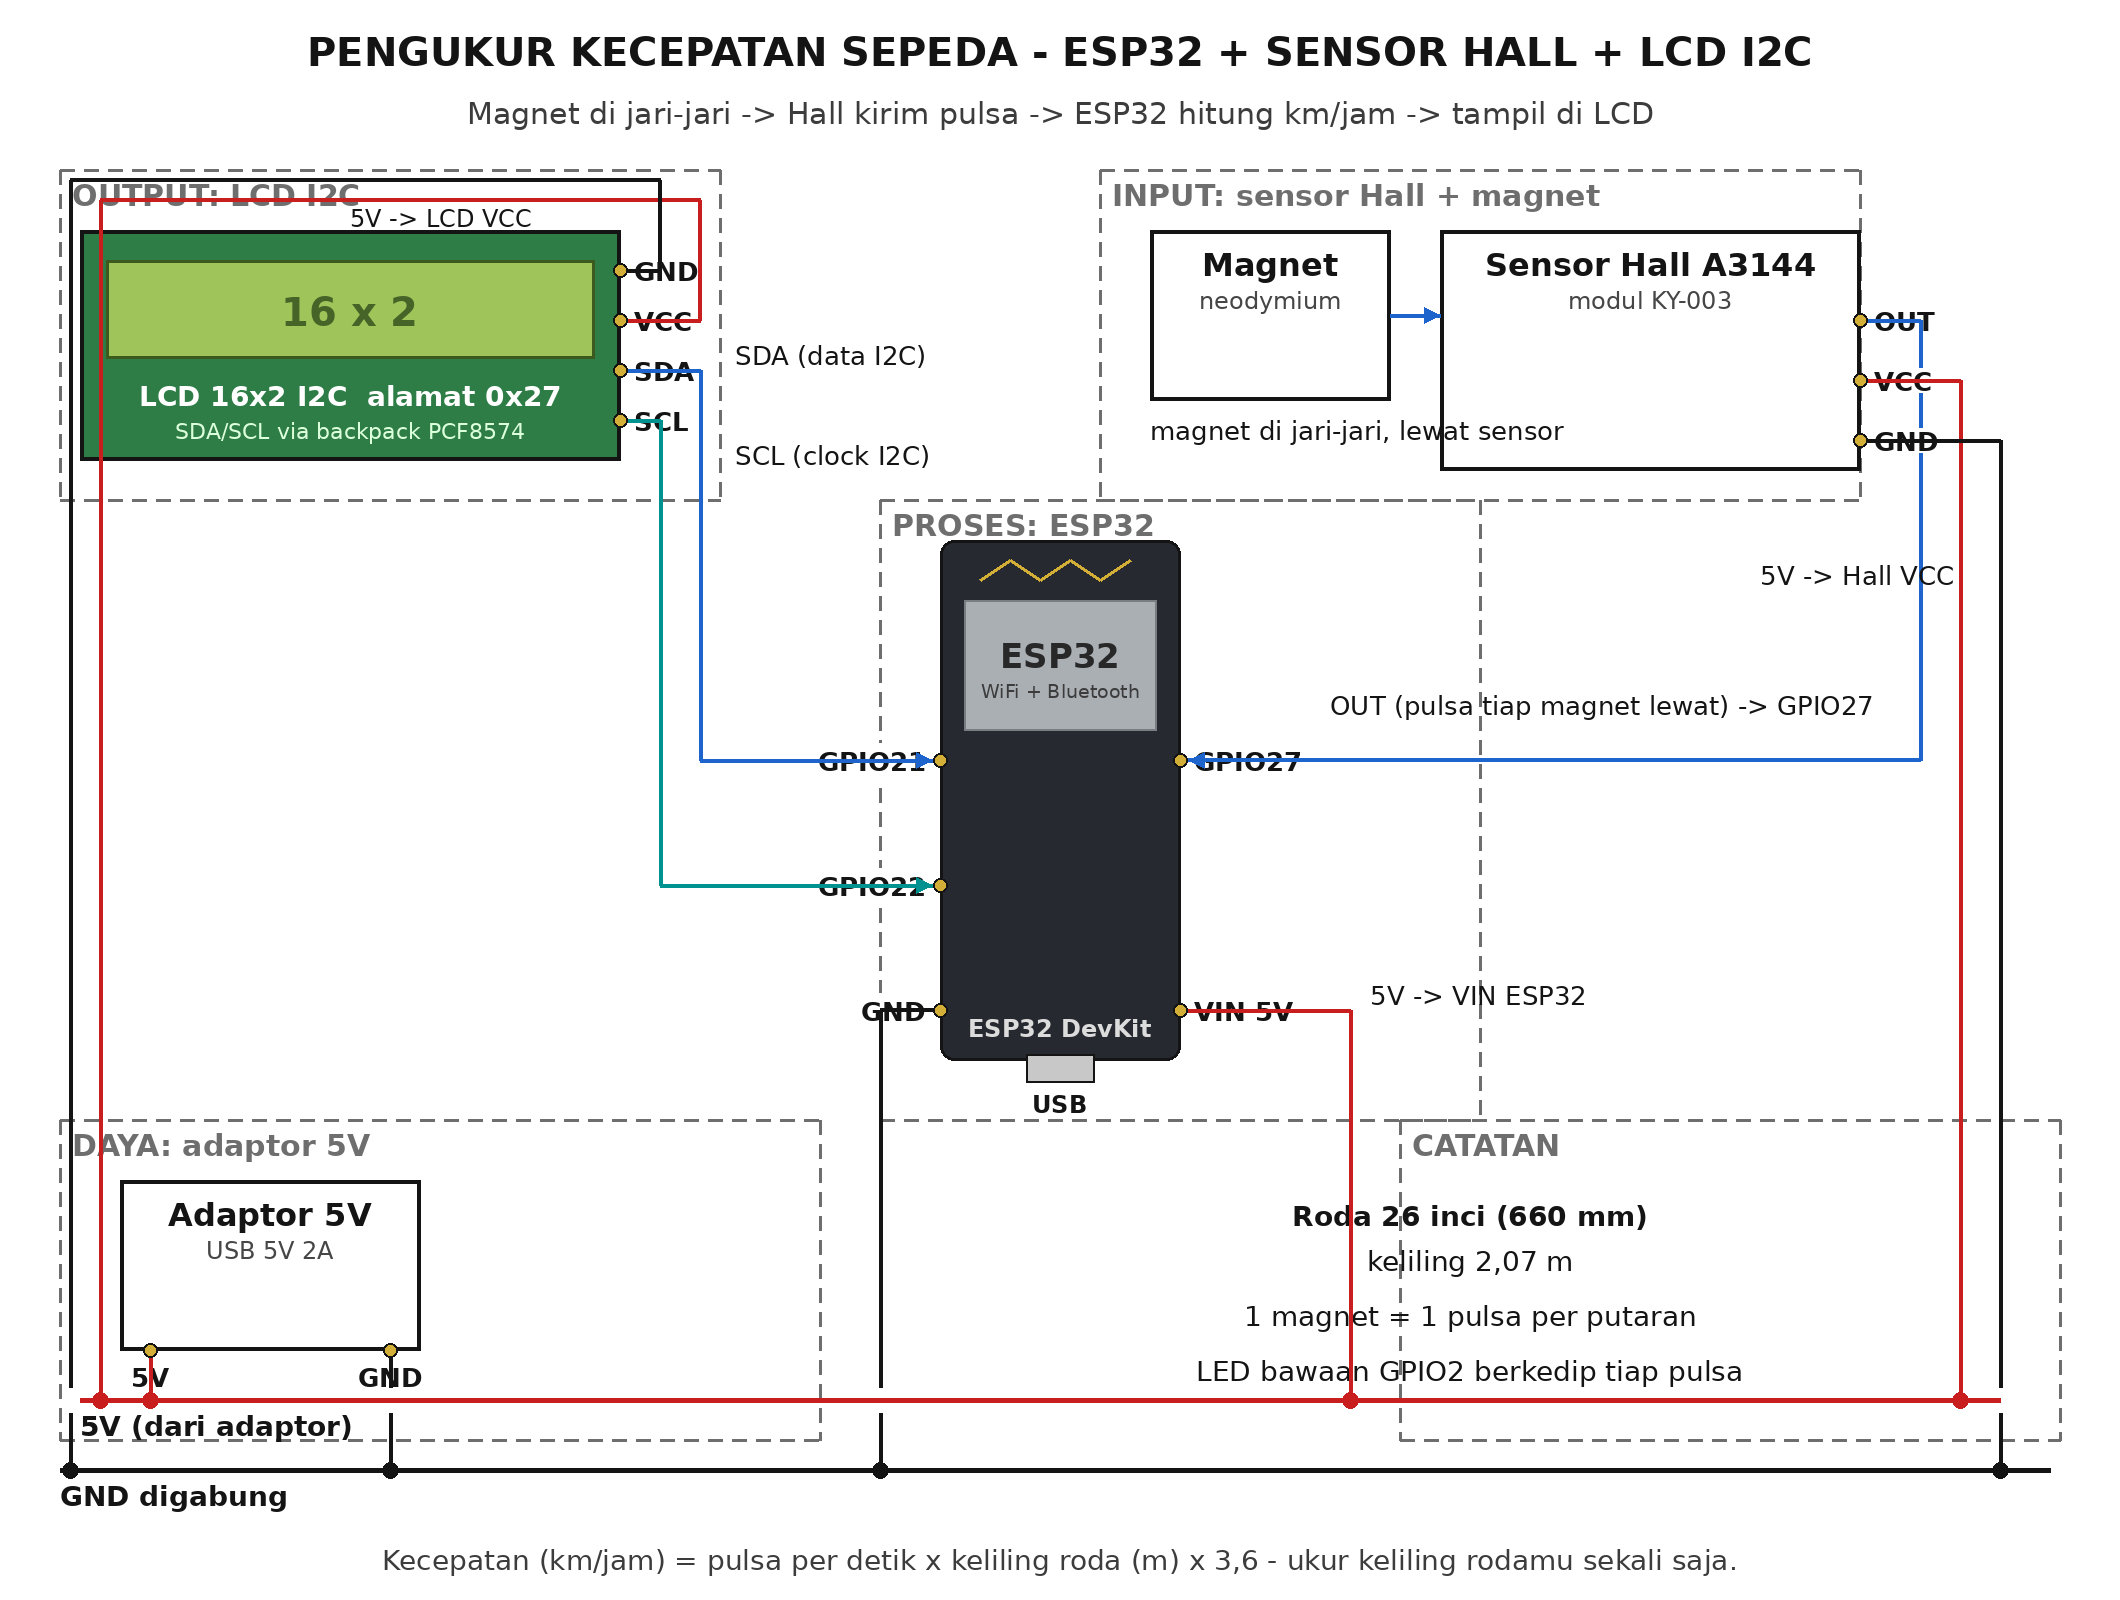 PENGUKUR KECEPATAN SEPEDA - ESP32 + SENSOR HALL + LCD I2C
Magnet di jari-jari -> Hall kirim pulsa -> ESP32 hitung km/jam -> tampil di LCD
OUTPUT: LCD I2C
5V -> LCD VCC
16 x 2
LCD 16x2 I2C  alamat 0x27
SDA/SCL via backpack PCF8574
GND
VCC
SDA
SCL
SDA (data I2C)
SCL (clock I2C)
INPUT: sensor Hall + magnet
Magnet
neodymium
Sensor Hall A3144
modul KY-003
OUT
VCC
GND
magnet di jari-jari, lewat sensor
PROSES: ESP32
ESP32
WiFi + Bluetooth
5V -> Hall VCC
OUT (pulsa tiap magnet lewat) -> GPIO27
GPIO21
GPIO27
GPIO22
GND
VIN 5V
5V -> VIN ESP32
ESP32 DevKit
USB
DAYA: adaptor 5V
Adaptor 5V
USB 5V 2A
5V
GND
CATATAN
Roda 26 inci (660 mm)
keliling 2,07 m
1 magnet = 1 pulsa per putaran
LED bawaan GPIO2 berkedip tiap pulsa
5V (dari adaptor)
GND digabung
Kecepatan (km/jam) = pulsa per detik x keliling roda (m) x 3,6 - ukur keliling rodamu sekali saja.